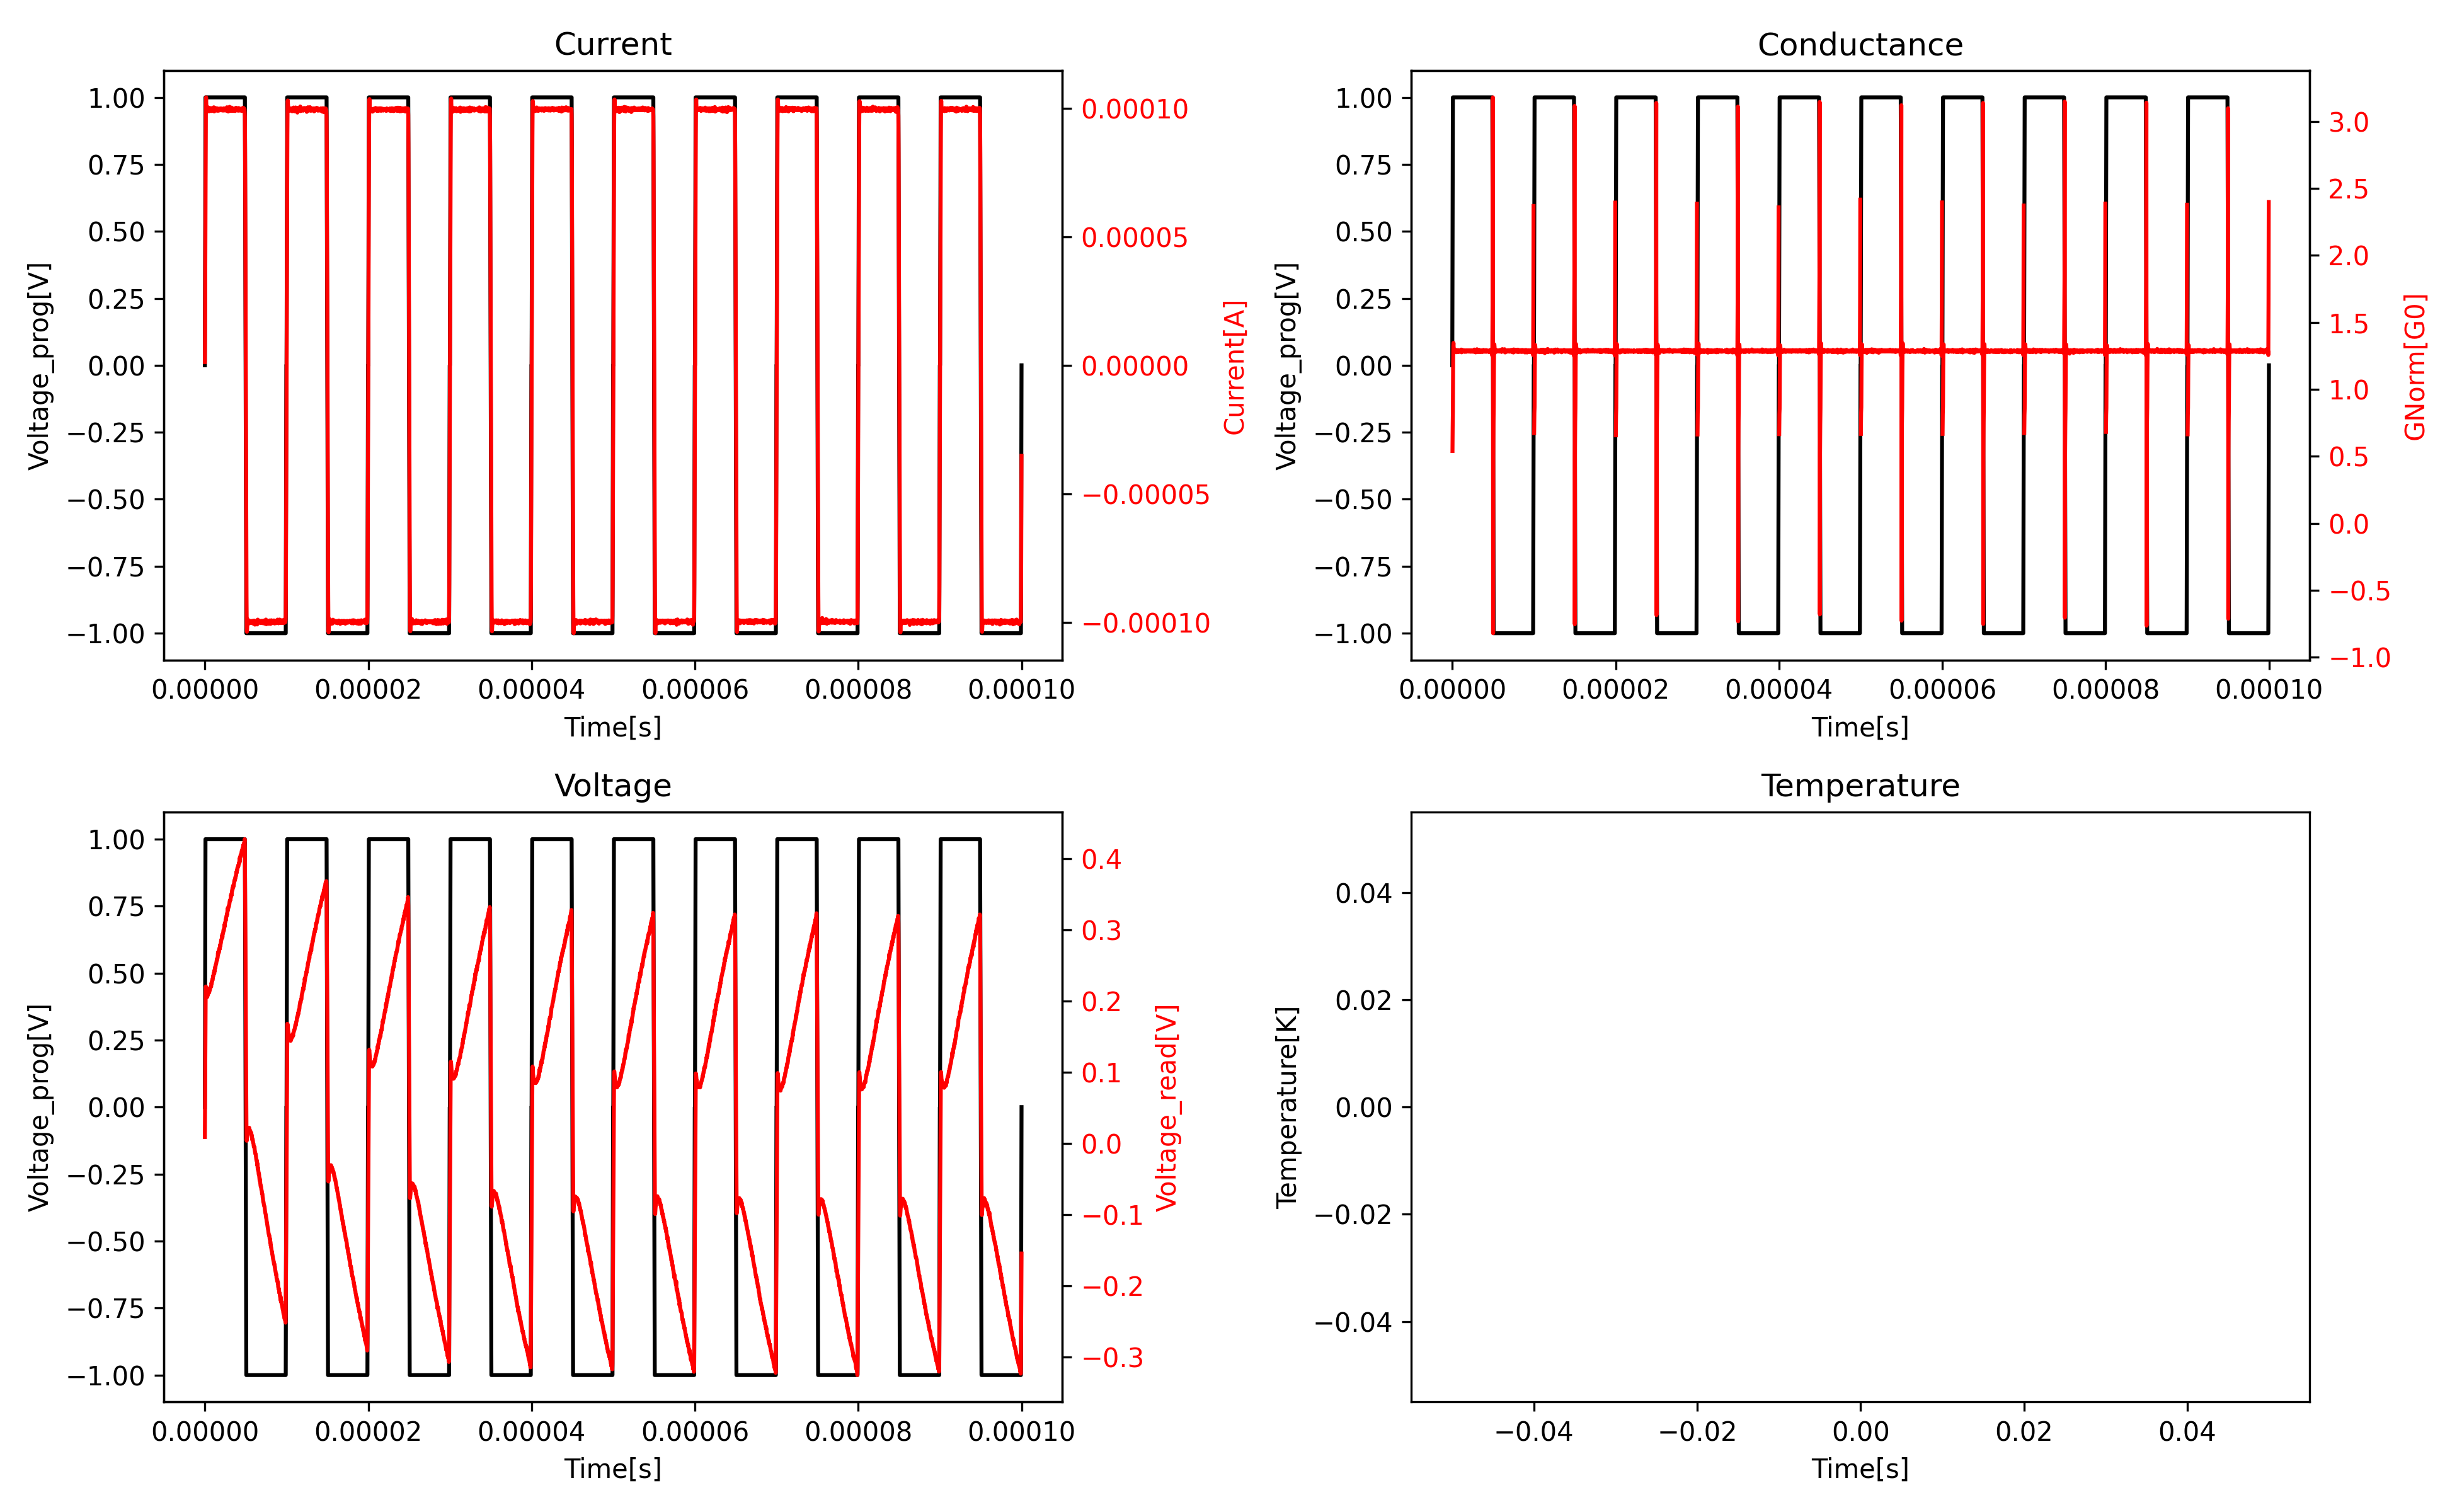 Current
Voltage_prog[V]
1.00
0.75
0.50
0.25
0.00
−0.25
−0.50
−0.75
−1.00
0.00010
0.00005
0.00000
−0.00005
−0.00010
Current[A]
0.00000 0.00002 0.00004 0.00006 0.00008 0.00010
Time[s]
Conductance
Voltage_prog[V]
1.00
0.75
0.50
0.25
0.00
−0.25
−0.50
−0.75
−1.00
3.0
2.5
2.0
1.5
1.0
0.5
0.0
−0.5
−1.0
GNorm[G0]
0.00000 0.00002 0.00004 0.00006 0.00008 0.00010
Time[s]
Voltage
Voltage_prog[V]
1.00
0.75
0.50
0.25
0.00
−0.25
−0.50
−0.75
−1.00
0.4
0.3
0.2
0.1
0.0
−0.1
−0.2
−0.3
Voltage_read[V]
0.00000 0.00002 0.00004 0.00006 0.00008 0.00010
Time[s]
Temperature
Temperature[K]
0.04
0.02
0.00
−0.02
−0.04
−0.04 −0.02 0.00 0.02 0.04
Time[s]